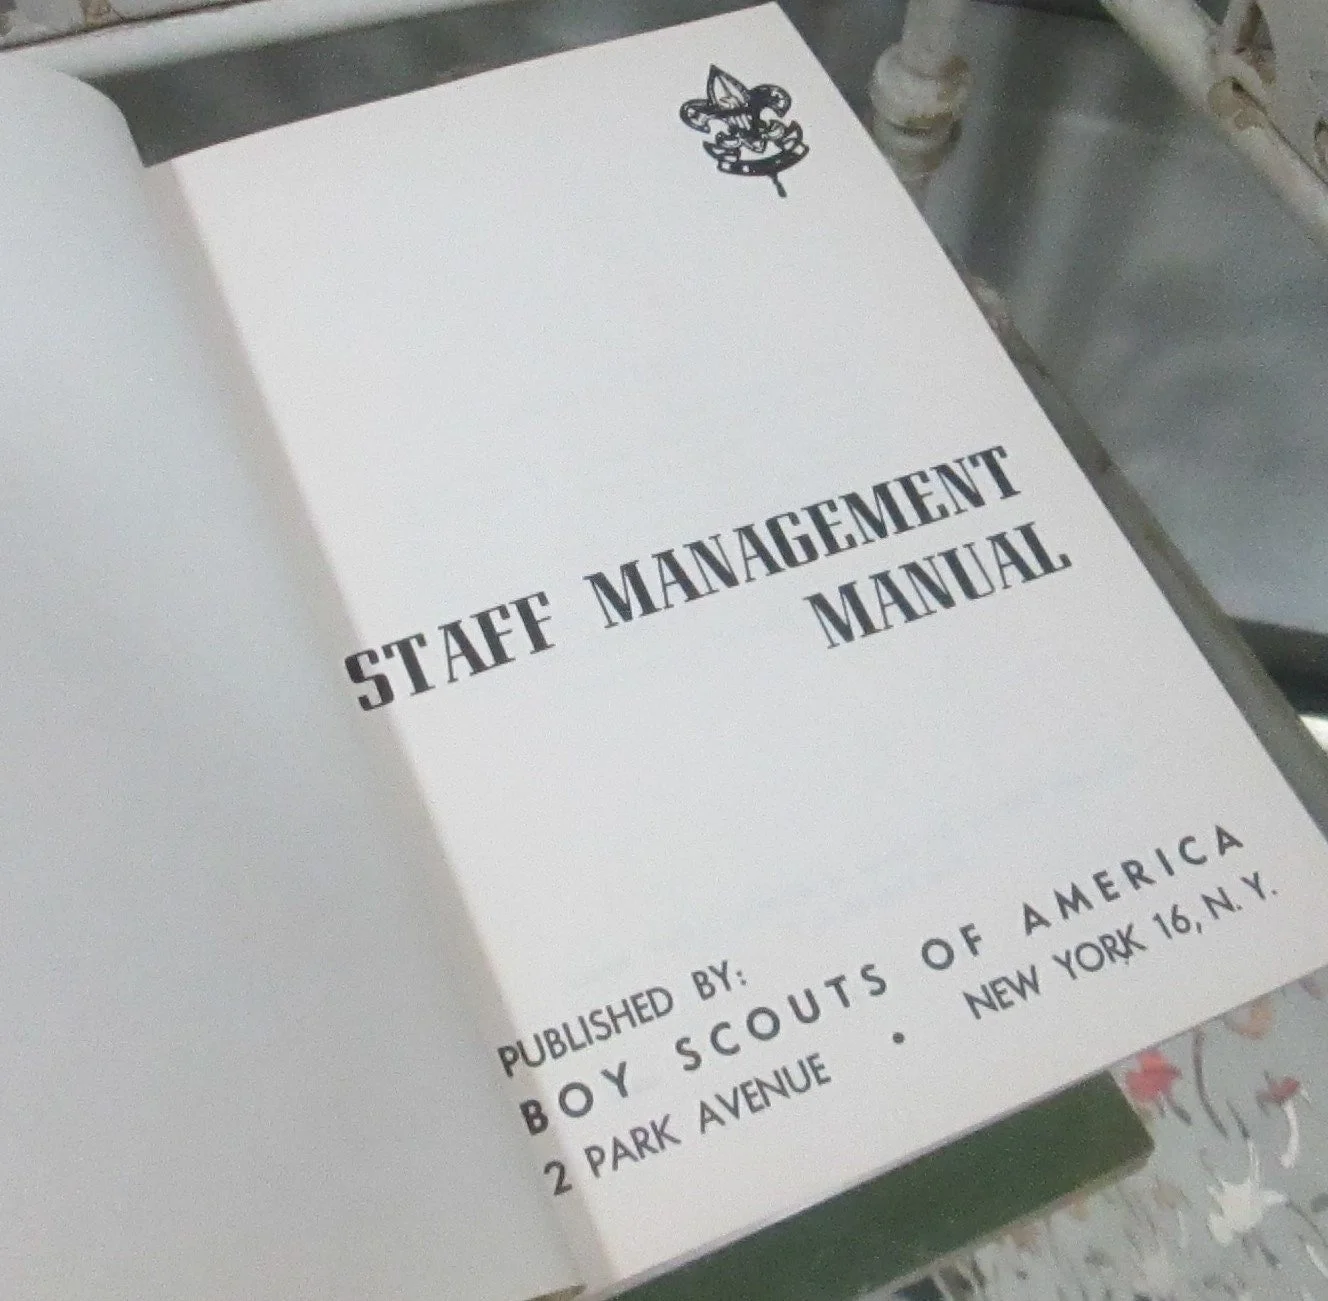 STAFF MANAGEMENT
MANUAL
PUBLISHED BY:
BOY SCOUTS OF AMERICA
2 PARK AVENUE • NEW YORK 16, N. Y.